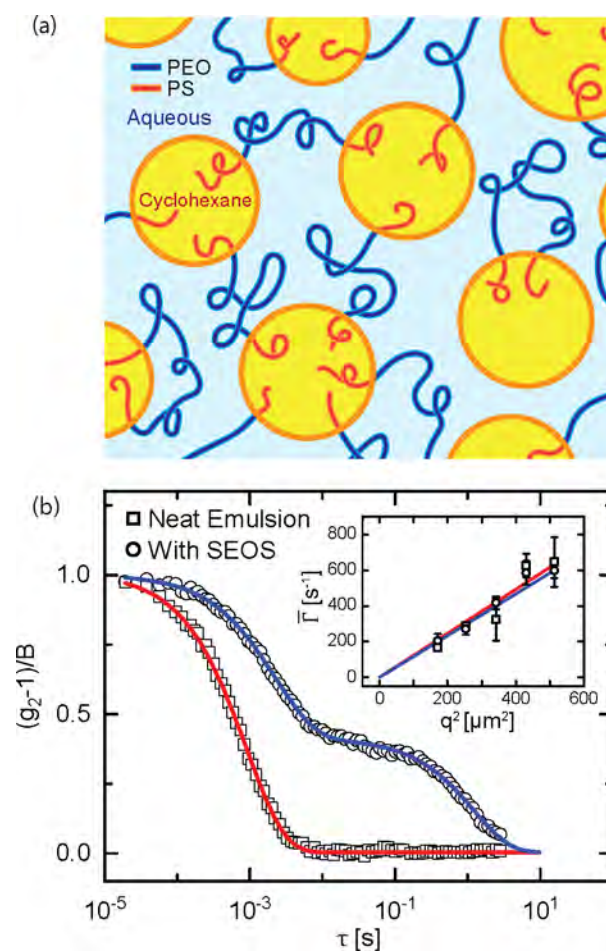 (a)
PEO
PS
Aqueous
Cyclohexane
(b)
Neat Emulsion
With SEOS
(g₂-1)/B
1.0
0.5
0.0
10⁻⁵
10⁻³
10⁻¹
10¹
τ [s]
Γ̅ [s⁻¹]
800
600
400
200
0
0
200
400
600
q² [µm²]